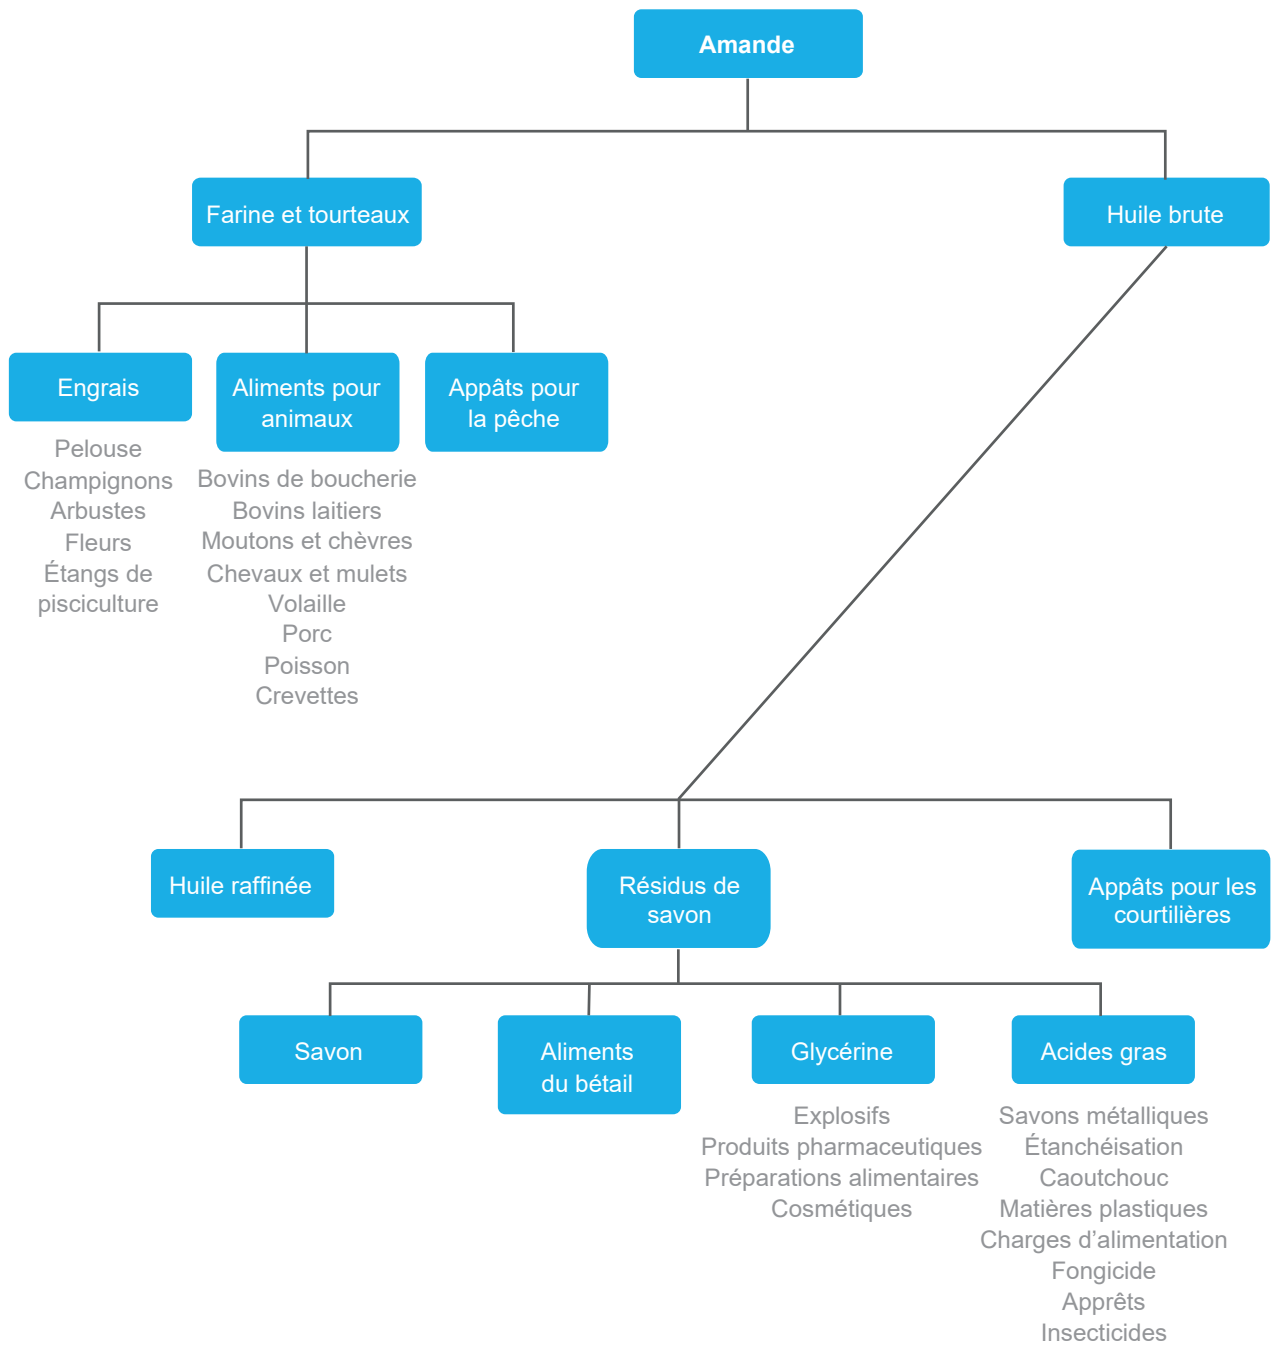 Amande
Farine et tourteaux
Huile brute
Engrais
Pelouse
Champignons
Arbustes
Fleurs
Étangs de
pisciculture
Aliments pour
animaux
Bovins de boucherie
Bovins laitiers
Moutons et chèvres
Chevaux et mulets
Volaille
Porc
Poisson
Crevettes
Appâts pour
la pêche
Huile raffinée
Résidus de
savon
Appâts pour les
courtilières
Savon
Aliments
du bétail
Glycérine
Explosifs
Produits pharmaceutiques
Préparations alimentaires
Cosmétiques
Acides gras
Savons métalliques
Étanchéisation
Caoutchouc
Matières plastiques
Charges d’alimentation
Fongicide
Apprêts
Insecticides